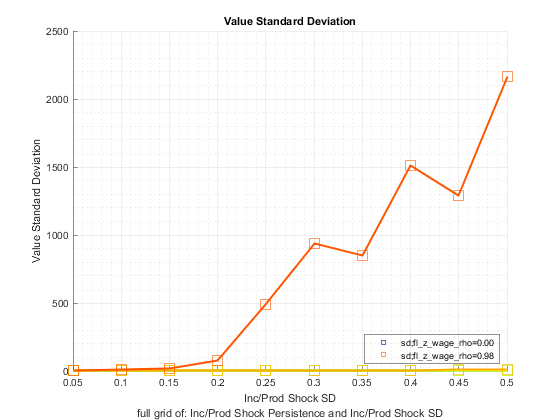 Value Standard Deviation
2500
2000
1500
1000
500
0
Value Standard Deviation
0.05 0.1 0.15 0.2 0.25 0.3 0.35 0.4 0.45 0.5
sd;fl_z_wage_rho=0.00
sd;fl_z_wage_rho=0.98
Inc/Prod Shock SD
full grid of: Inc/Prod Shock Persistence and Inc/Prod Shock SD